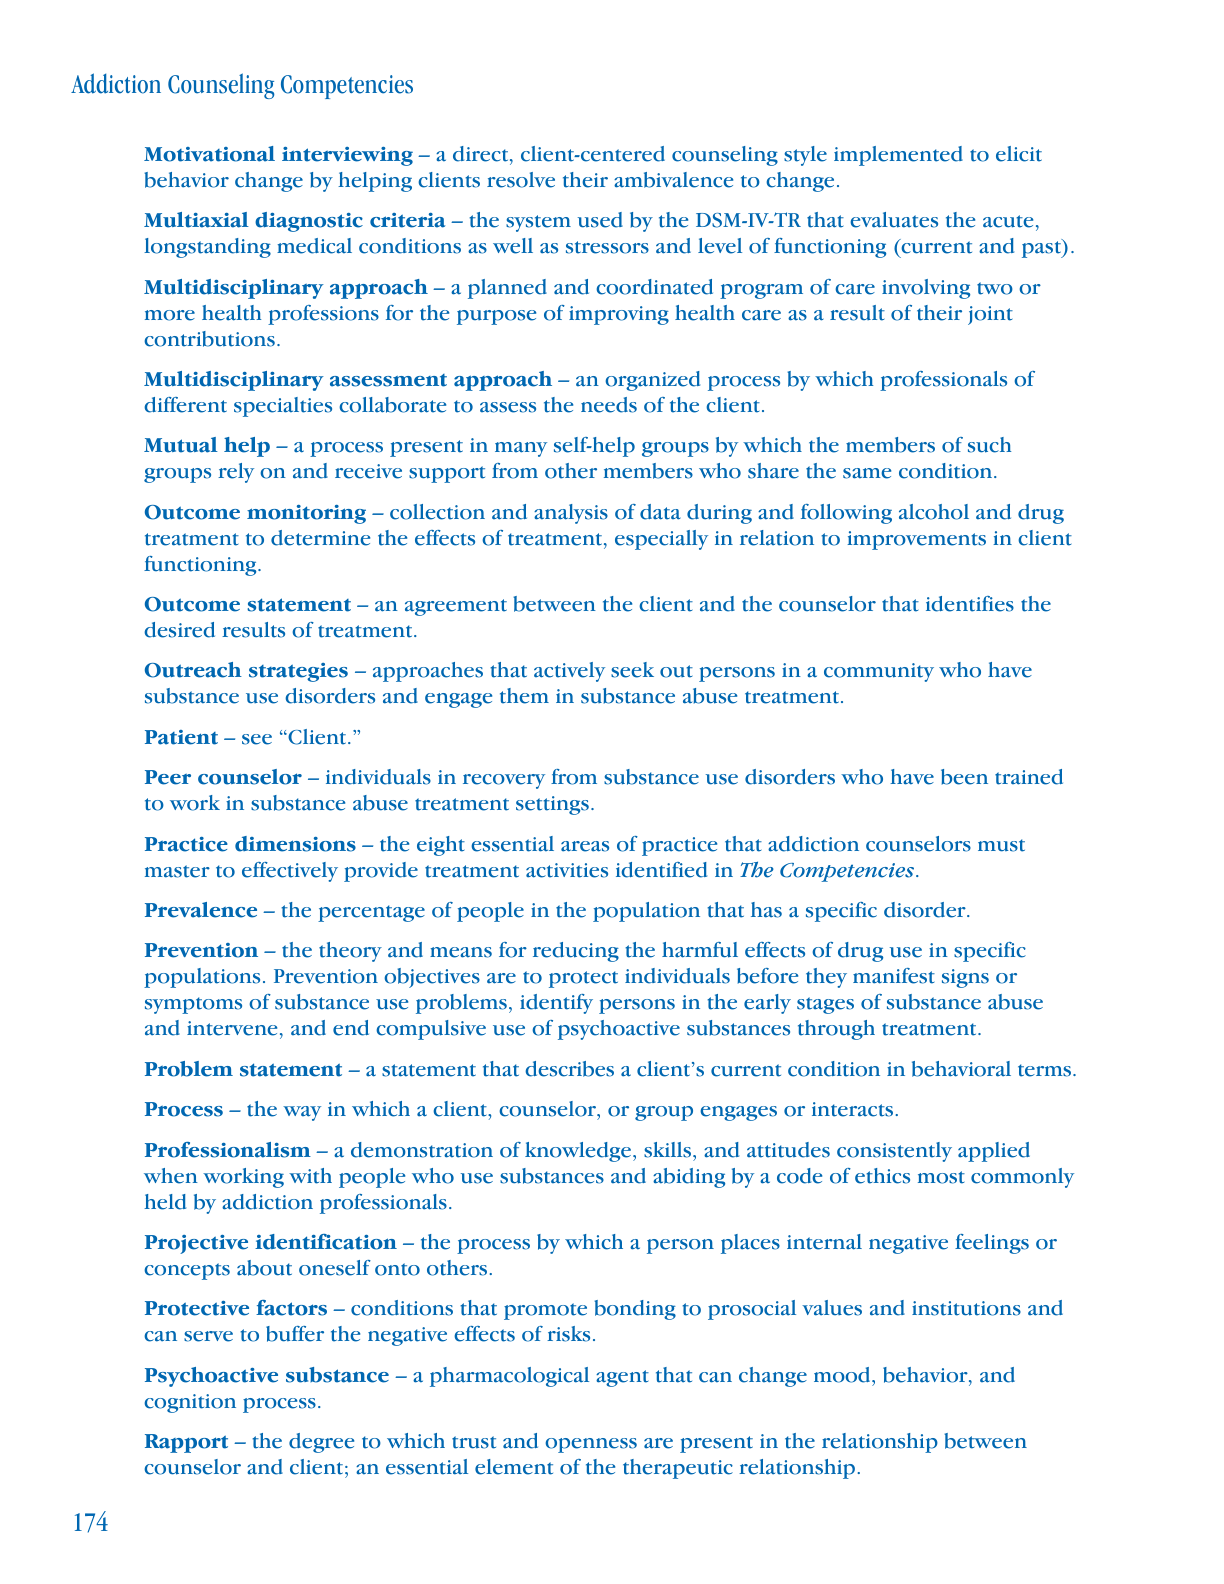 Addiction Counseling Competencies
Motivational interviewing – a direct, client-centered counseling style implemented to elicit
behavior change by helping clients resolve their ambivalence to change.
Multiaxial diagnostic criteria – the system used by the DSM-IV-TR that evaluates the acute,
longstanding medical conditions as well as stressors and level of functioning (current and past).
Multidisciplinary approach – a planned and coordinated program of care involving two or
more health professions for the purpose of improving health care as a result of their joint
contributions.
Multidisciplinary assessment approach – an organized process by which professionals of
different specialties collaborate to assess the needs of the client.
Mutual help – a process present in many self-help groups by which the members of such
groups rely on and receive support from other members who share the same condition.
Outcome monitoring – collection and analysis of data during and following alcohol and drug
treatment to determine the effects of treatment, especially in relation to improvements in client
functioning.
Outcome statement – an agreement between the client and the counselor that identifies the
desired results of treatment.
Outreach strategies – approaches that actively seek out persons in a community who have
substance use disorders and engage them in substance abuse treatment.
Patient – see “Client.”
Peer counselor – individuals in recovery from substance use disorders who have been trained
to work in substance abuse treatment settings.
Practice dimensions – the eight essential areas of practice that addiction counselors must
master to effectively provide treatment activities identified in The Competencies.
Prevalence – the percentage of people in the population that has a specific disorder.
Prevention – the theory and means for reducing the harmful effects of drug use in specific
populations. Prevention objectives are to protect individuals before they manifest signs or
symptoms of substance use problems, identify persons in the early stages of substance abuse
and intervene, and end compulsive use of psychoactive substances through treatment.
Problem statement – a statement that describes a client’s current condition in behavioral terms.
Process – the way in which a client, counselor, or group engages or interacts.
Professionalism – a demonstration of knowledge, skills, and attitudes consistently applied
when working with people who use substances and abiding by a code of ethics most commonly
held by addiction professionals.
Projective identification – the process by which a person places internal negative feelings or
concepts about oneself onto others.
Protective factors – conditions that promote bonding to prosocial values and institutions and
can serve to buffer the negative effects of risks.
Psychoactive substance – a pharmacological agent that can change mood, behavior, and
cognition process.
Rapport – the degree to which trust and openness are present in the relationship between
counselor and client; an essential element of the therapeutic relationship.
174